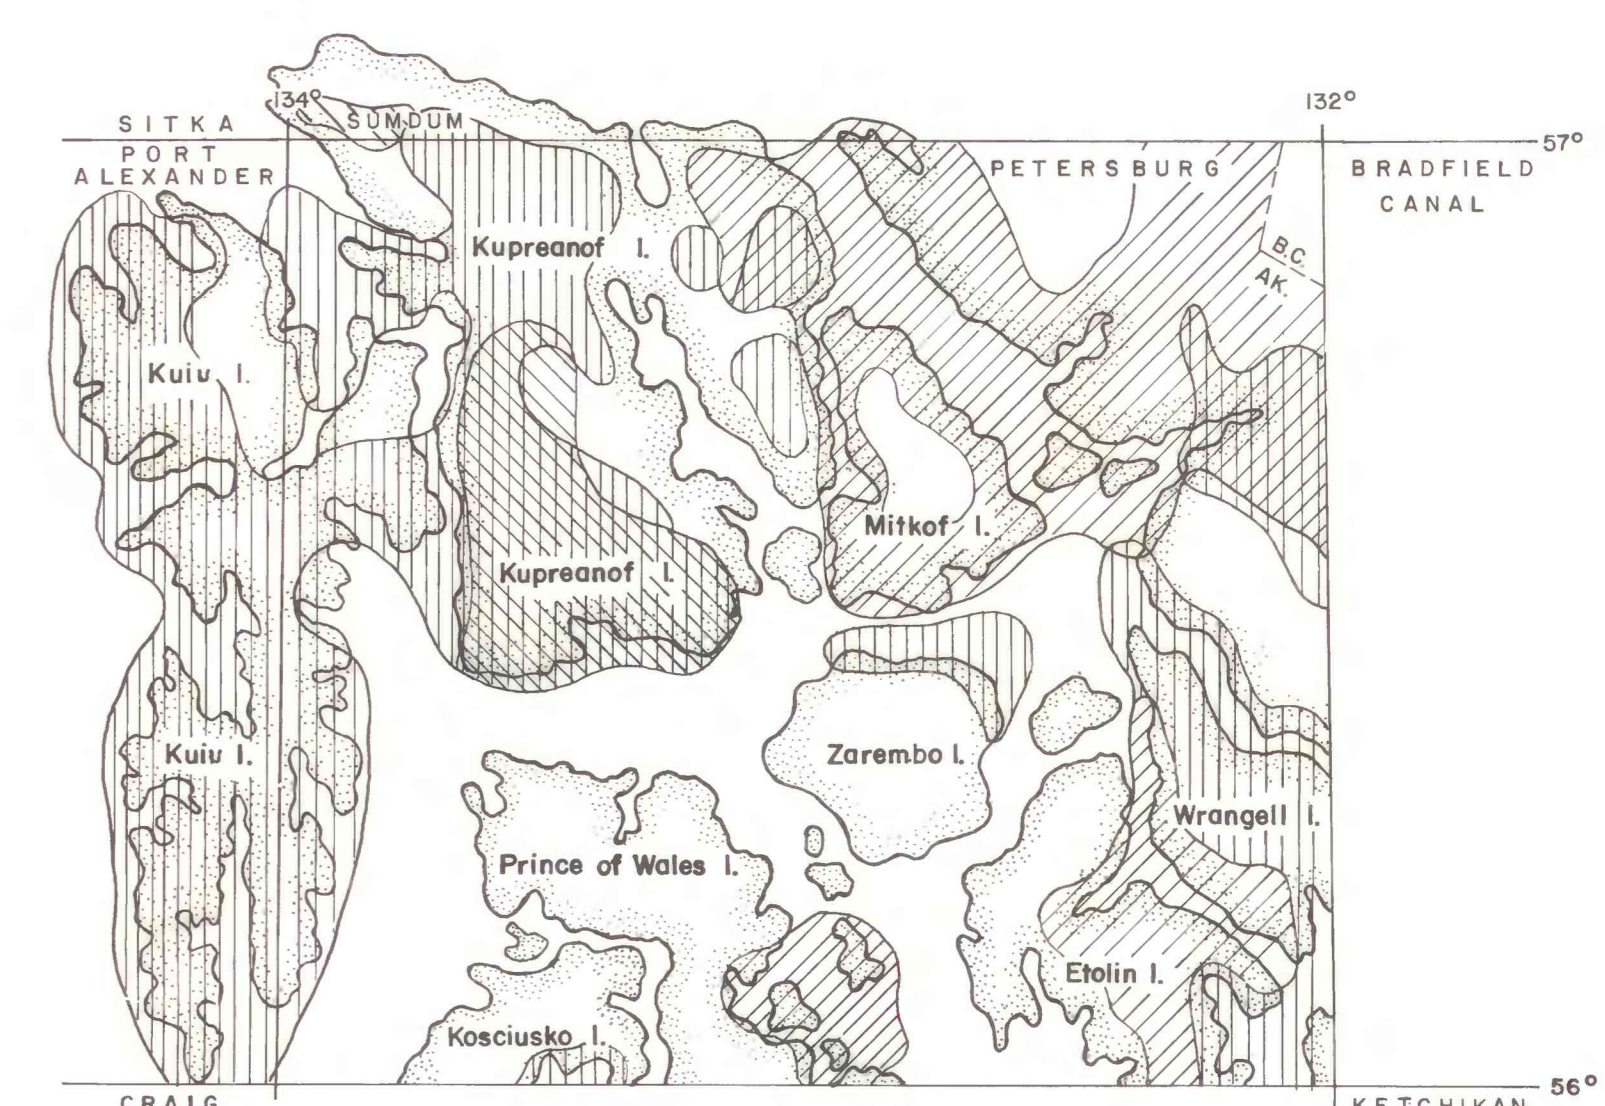 132°
134°
SITKA
SUMDUM
57°
PORT
ALEXANDER
PETERSBURG
BRADFIELD
CANAL
Kupreanof I.
B.C.
AK.
Kuiu I.
Mitkof I.
Kupreanof I.
Kuiu I.
Zarembo I.
Wrangell I.
Prince of Wales I.
Etolin I.
Kosciusko I.
56°
CRAIG
KETCHIKAN